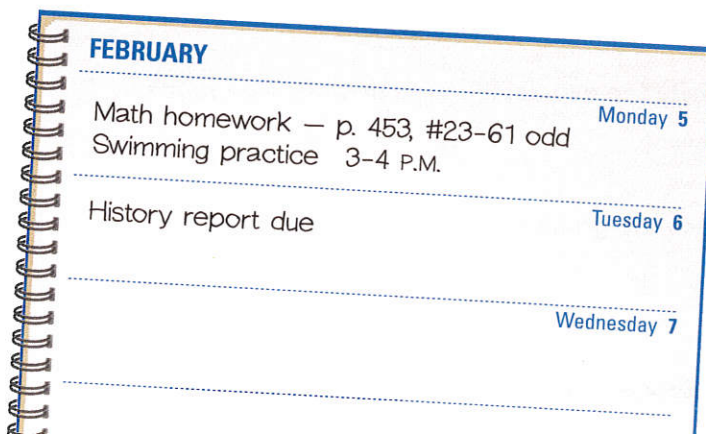 FEBRUARY
Monday 5
Math homework – p. 453, #23-61 odd
Swimming practice 3-4 P.M.
Tuesday 6
History report due
Wednesday 7